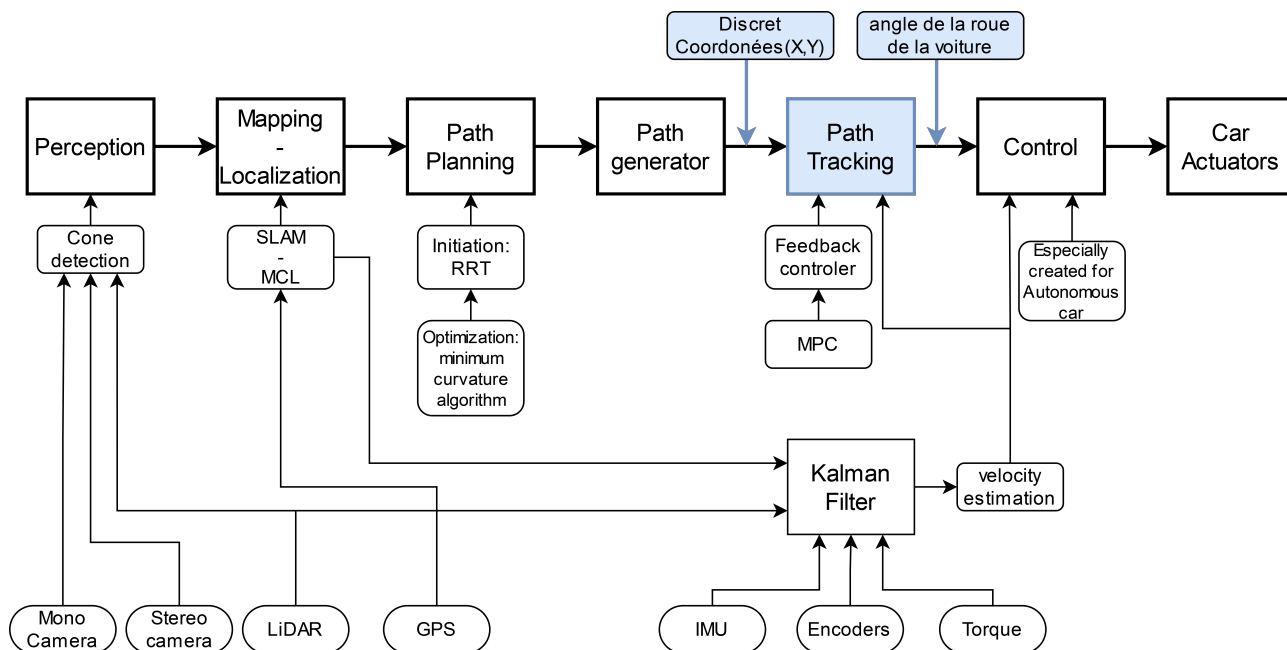 Discret
Coordonées(X,Y)
angle de la roue
de la voiture
Perception
Mapping
-
Localization
Path
Planning
Path
generator
Path
Tracking
Control
Car
Actuators
Cone
detection
SLAM
-
MCL
Initiation:
RRT
Feedback
controler
Especially
created for
Autonomous
car
Optimization:
minimum
curvature
algorithm
MPC
Kalman
Filter
velocity
estimation
Mono
Camera
Stereo
camera
LiDAR
GPS
IMU
Encoders
Torque